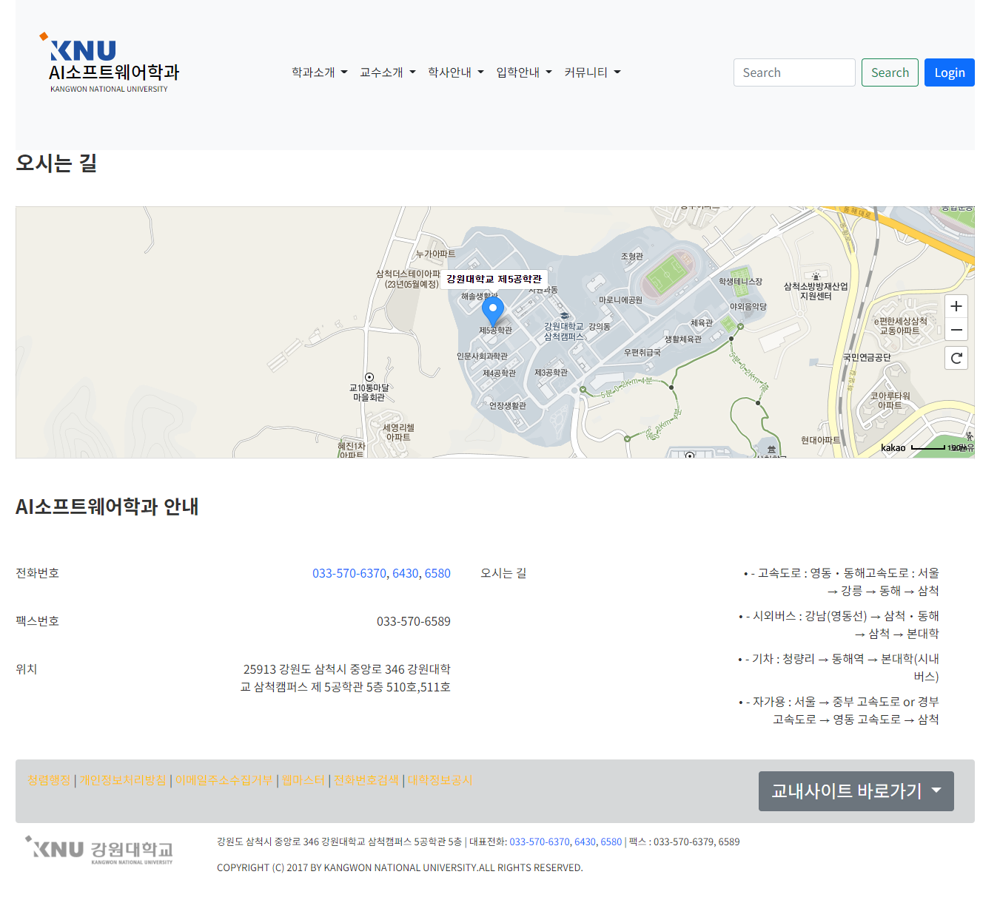 KNU
AI소프트웨어학과
KANGWON NATIONAL UNIVERSITY
학과소개 교수소개 학사안내 입학안내 커뮤니티
Search Search Login
오시는 길
동해대로
누가아파트
조형관
삼척더스테이아파
(23년05월예정)
강원대학교 제5공학관
학생테니스장
삼척소방방재산업
지원센터
해솔생활관
마로니에공원
야외음악당
제5공학관
강원대학교
삼척캠퍼스
강의동
체육관
e편한세상삼척
교동아파트
생활체육관
인문사회과학관
우편취급국
국민연금공단
제4공학관
제3공학관
교10통마달
마을회관
5분-0.2Km-4분
코아루타워
아파트
언장생활관
세영리첼
아파트
현대아파트
혜진1차
아파트
kakao
AI소프트웨어학과 안내
전화번호 033-570-6370, 6430, 6580
팩스번호 033-570-6589
위치 25913 강원도 삼척시 중앙로 346 강원대학
교 삼척캠퍼스 제 5공학관 5층 510호,511호
오시는 길
• - 고속도로 : 영동・동해고속도로 : 서울
→ 강릉 → 동해 → 삼척
• - 시외버스 : 강남(영동선) → 삼척・동해
→ 삼척 → 본대학
• - 기차 : 청량리 → 동해역 → 본대학(시내
버스)
• - 자가용 : 서울 → 중부 고속도로 or 경부
고속도로 → 영동 고속도로 → 삼척
청렴행정 | 개인정보처리방침 | 이메일주소수집거부 | 웹마스터 | 전화번호검색 | 대학정보공시
교내사이트 바로가기
KNU 강원대학교
KANGWON NATIONAL UNIVERSITY
강원도 삼척시 중앙로 346 강원대학교 삼척캠퍼스 5공학관 5층 | 대표전화: 033-570-6370, 6430, 6580 | 팩스 : 033-570-6379, 6589
COPYRIGHT (C) 2017 BY KANGWON NATIONAL UNIVERSITY.ALL RIGHTS RESERVED.